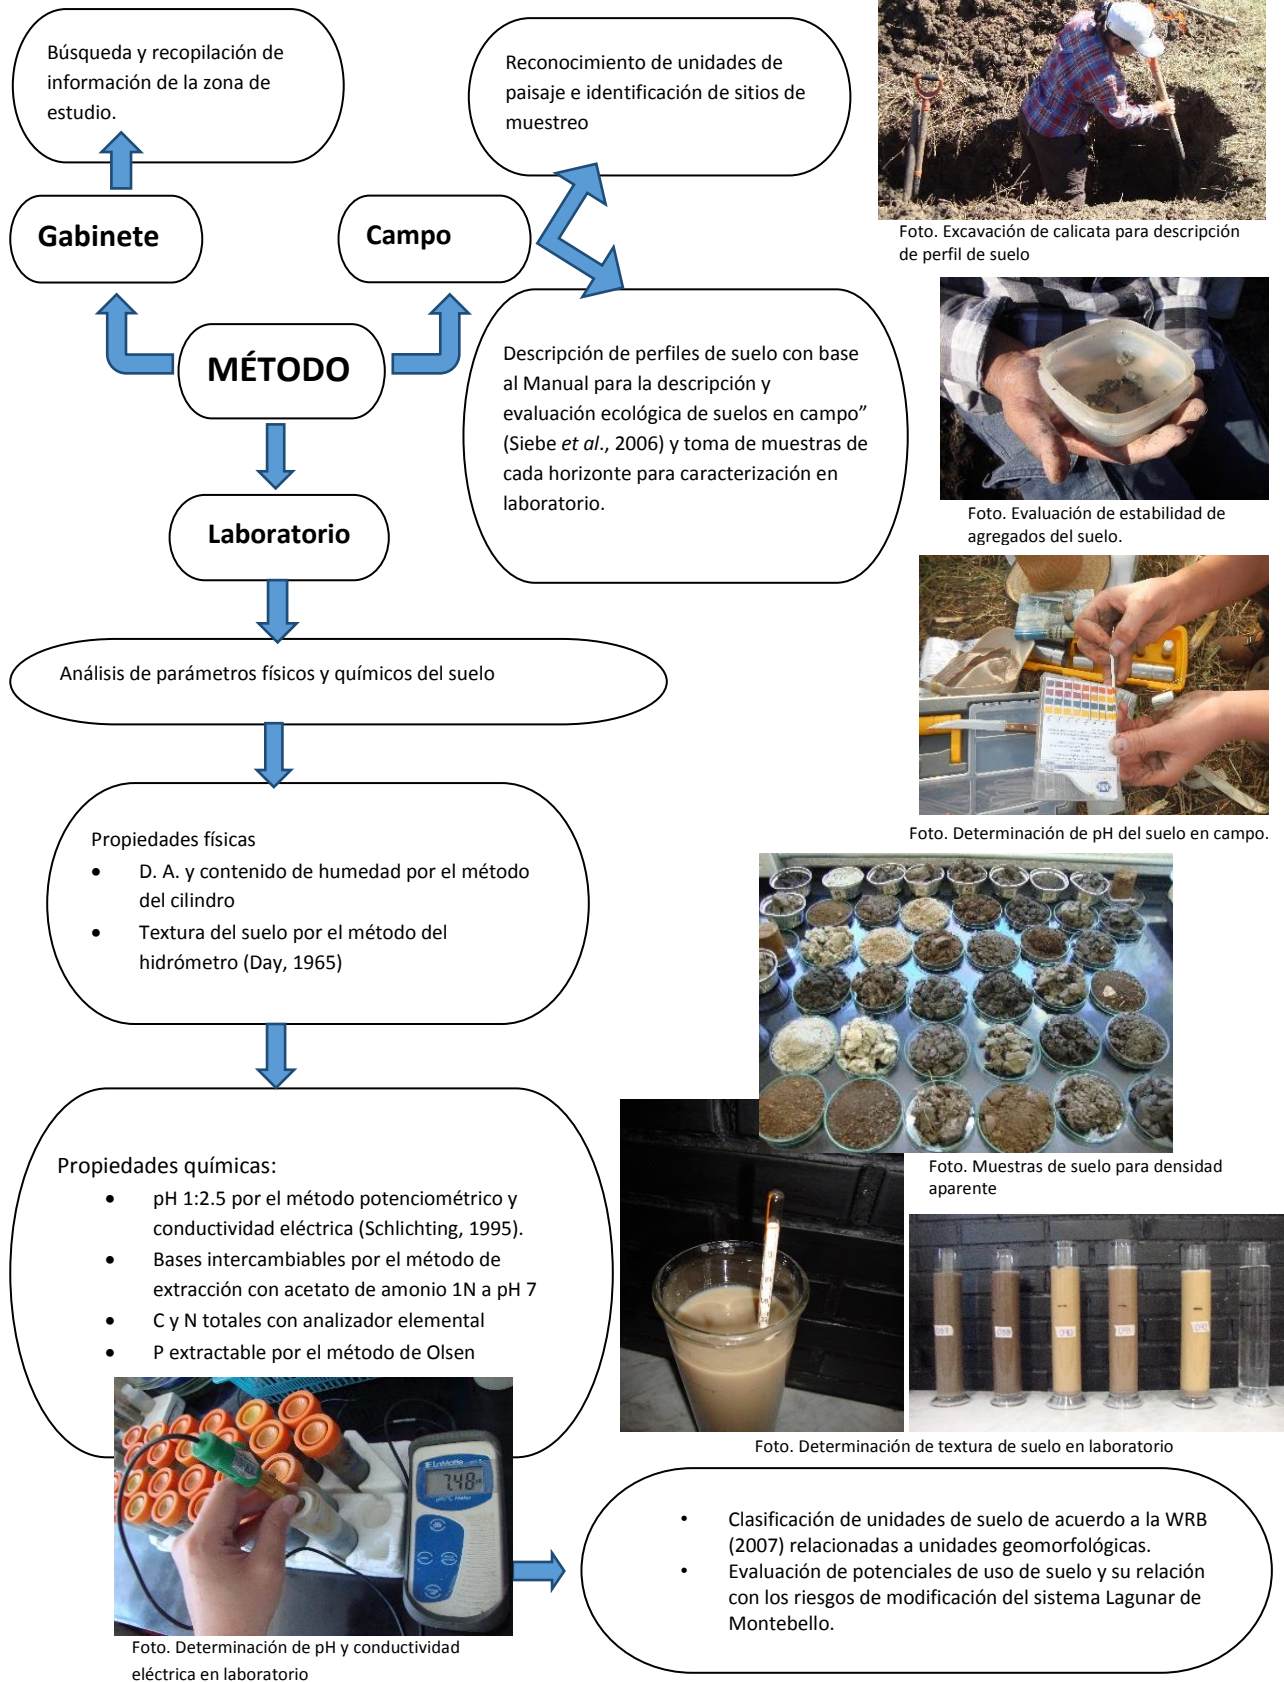 Búsqueda y recopilación de
información de la zona de
estudio.
Reconocimiento de unidades de
paisaje e identificación de sitios de
muestreo
Foto. Excavación de calicata para descripción
de perfil de suelo
Gabinete
Campo
MÉTODO
Descripción de perfiles de suelo con base
al Manual para la descripción y
evaluación ecológica de suelos en campo”
(Siebe et al., 2006) y toma de muestras de
cada horizonte para caracterización en
laboratorio.
Foto. Evaluación de estabilidad de
agregados del suelo.
Laboratorio
Análisis de parámetros físicos y químicos del suelo
Foto. Determinación de pH del suelo en campo.
Propiedades físicas
• D. A. y contenido de humedad por el método
del cilindro
• Textura del suelo por el método del
hidrómetro (Day, 1965)
Foto. Muestras de suelo para densidad
aparente
Propiedades químicas:
• pH 1:2.5 por el método potenciométrico y
conductividad eléctrica (Schlichting, 1995).
• Bases intercambiables por el método de
extracción con acetato de amonio 1N a pH 7
• C y N totales con analizador elemental
• P extractable por el método de Olsen
Foto. Determinación de textura de suelo en laboratorio
LaMotte
7.48
pH/°C Meter
Foto. Determinación de pH y conductividad
eléctrica en laboratorio
• Clasificación de unidades de suelo de acuerdo a la WRB
(2007) relacionadas a unidades geomorfológicas.
• Evaluación de potenciales de uso de suelo y su relación
con los riesgos de modificación del sistema Lagunar de
Montebello.